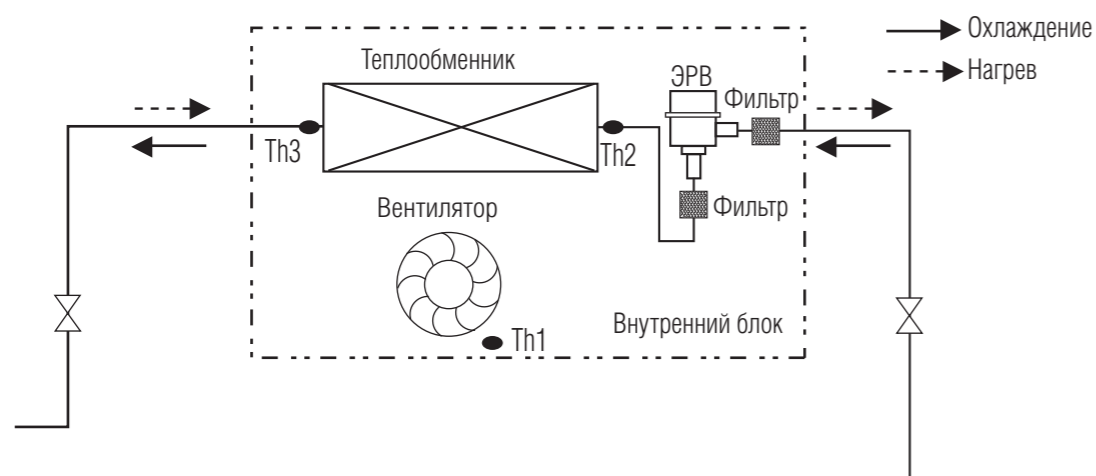 Охлаждение
Нагрев
Теплообменник
ЭРВ
Фильтр
Th3
Th2
Вентилятор
Фильтр
Внутренний блок
Th1